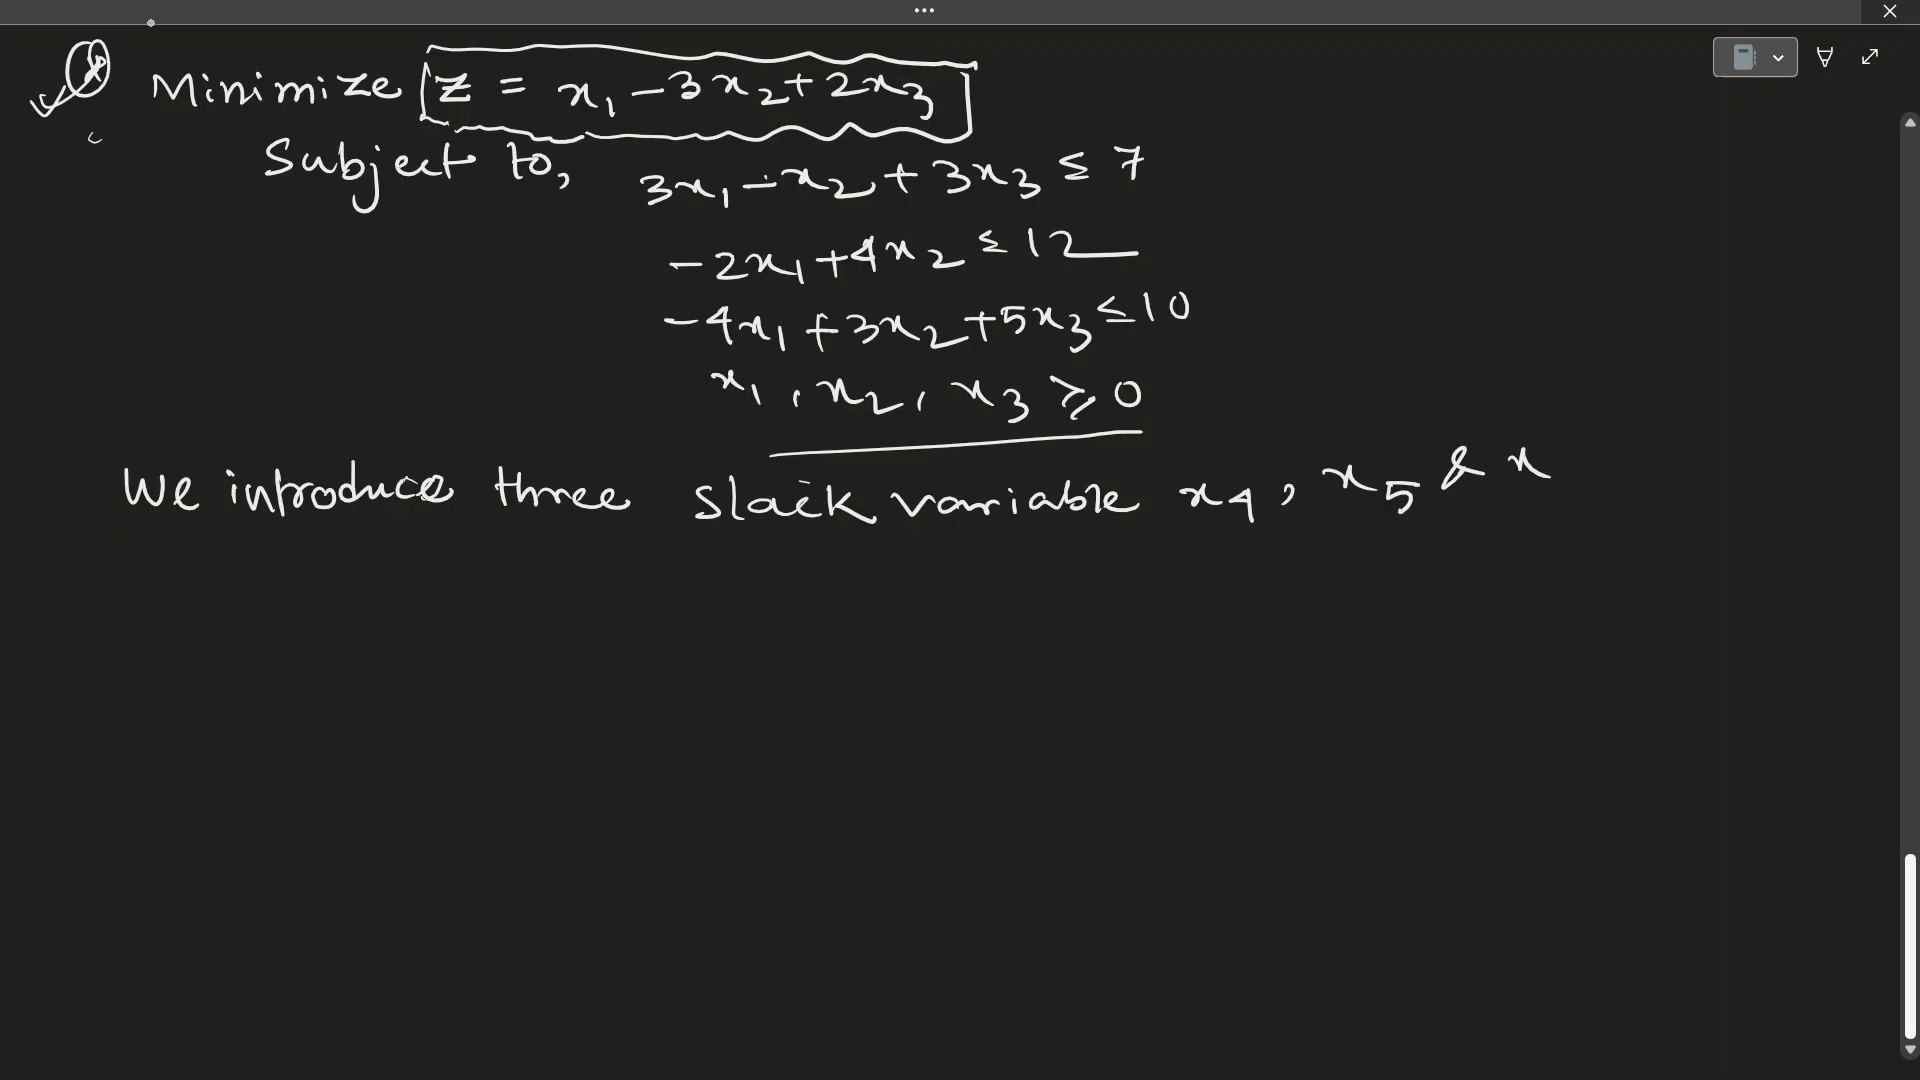 Minimize z = x₁ - 3x₂ + 2x₃
Subject to,
3x₁ - x₂ + 3x₃ ≤ 7
-2x₁ + 4x₂ ≤ 12
-4x₁ + 3x₂ + 5x₃ ≤ 10
x₁, x₂, x₃ ≥ 0
We introduce three slack variable x₄, x₅ & x